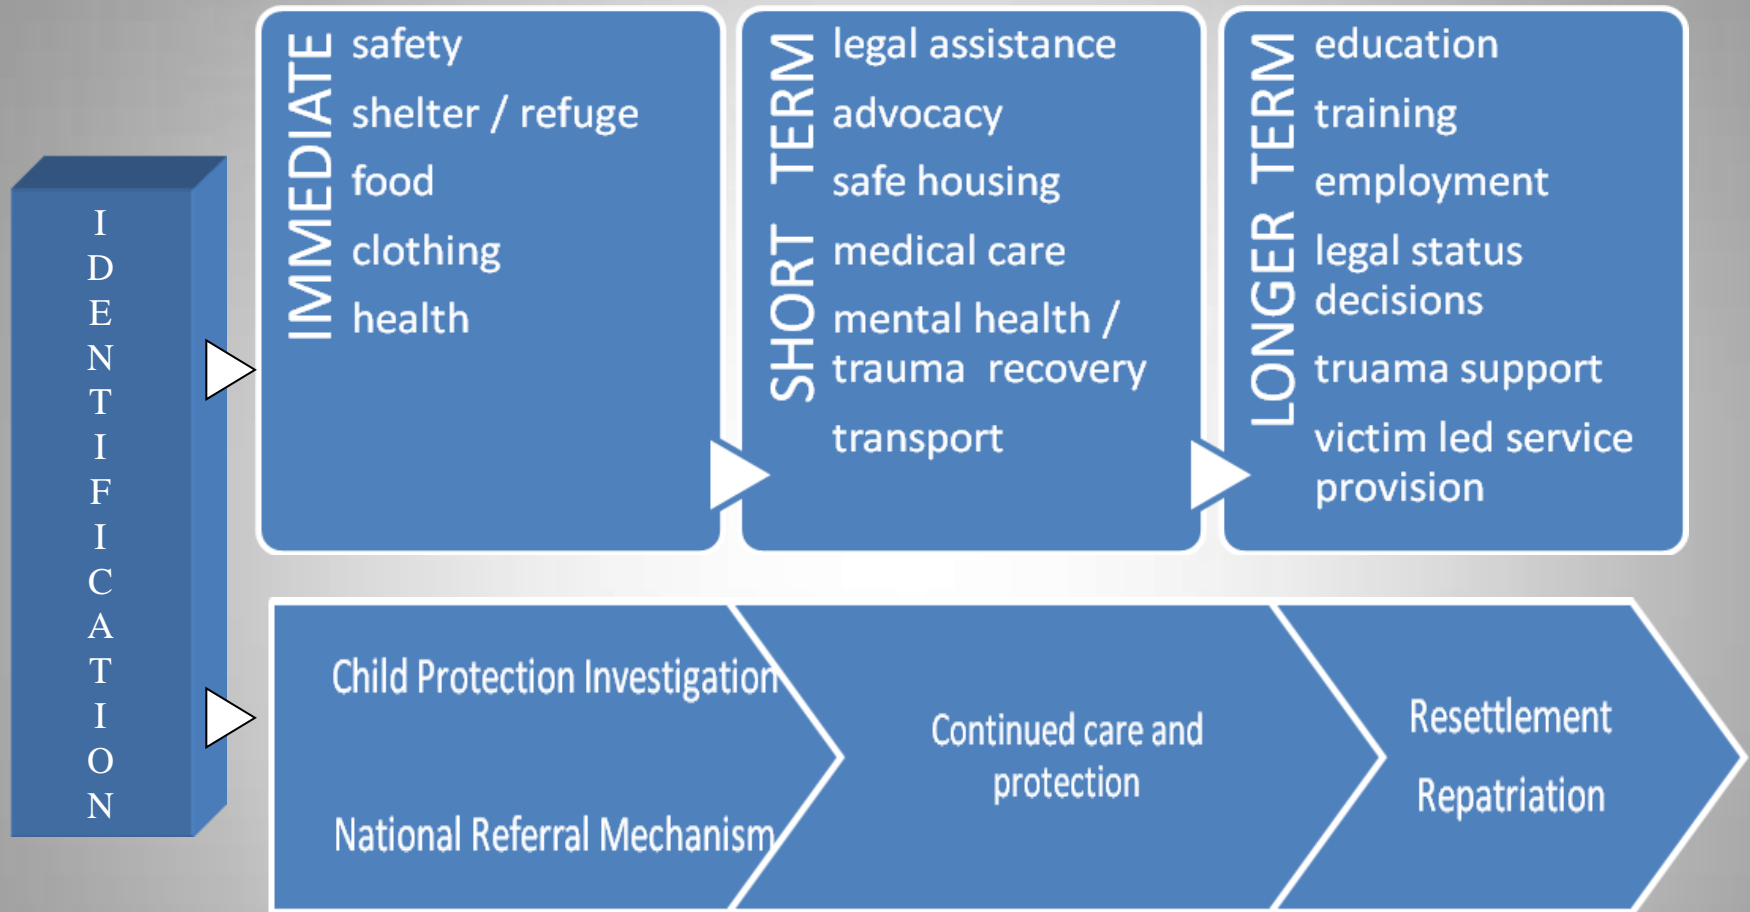 IDENTIFICATION
IMMEDIATE
safety
shelter / refuge
food
clothing
health
SHORT TERM
legal assistance
advocacy
safe housing
medical care
mental health /
trauma recovery
transport
LONGER TERM
education
training
employment
legal status
decisions
truama support
victim led service
provision
Child Protection Investigation
National Referral Mechanism
Continued care and
protection
Resettlement
Repatriation